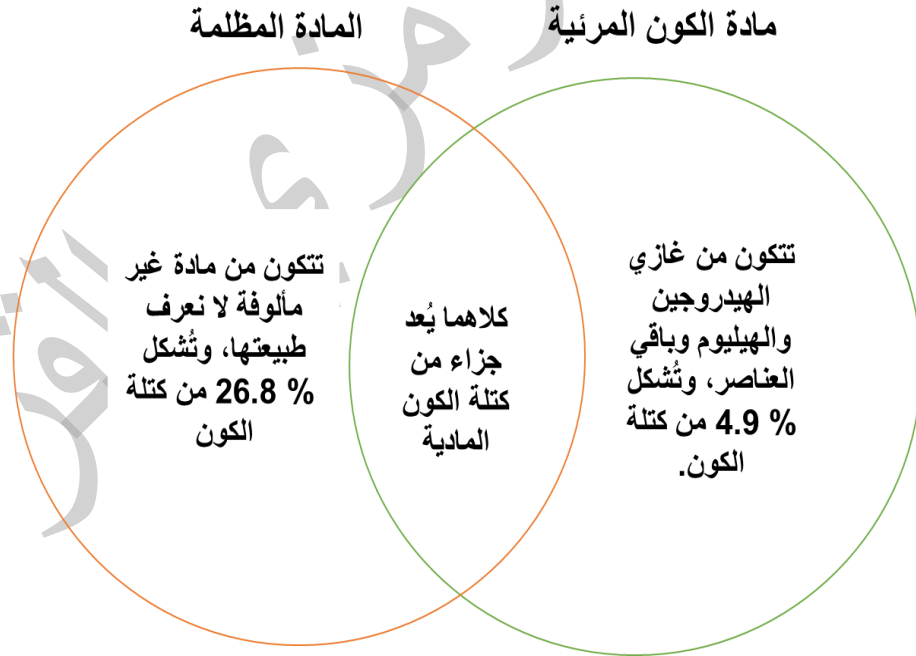 مادة الكون المرئية
المادة المظلمة
تتكون من غازي
الهيدروجين
والهيليوم وباقي
العناصر، وتُشكل
% 4.9 من كتلة
الكون.
كلاهما يُعد
جزاء من
كتلة الكون
المادية
تتكون من مادة غير
مألوفة لا نعرف
طبيعتها، وتُشكل
% 26.8 من كتلة
الكون